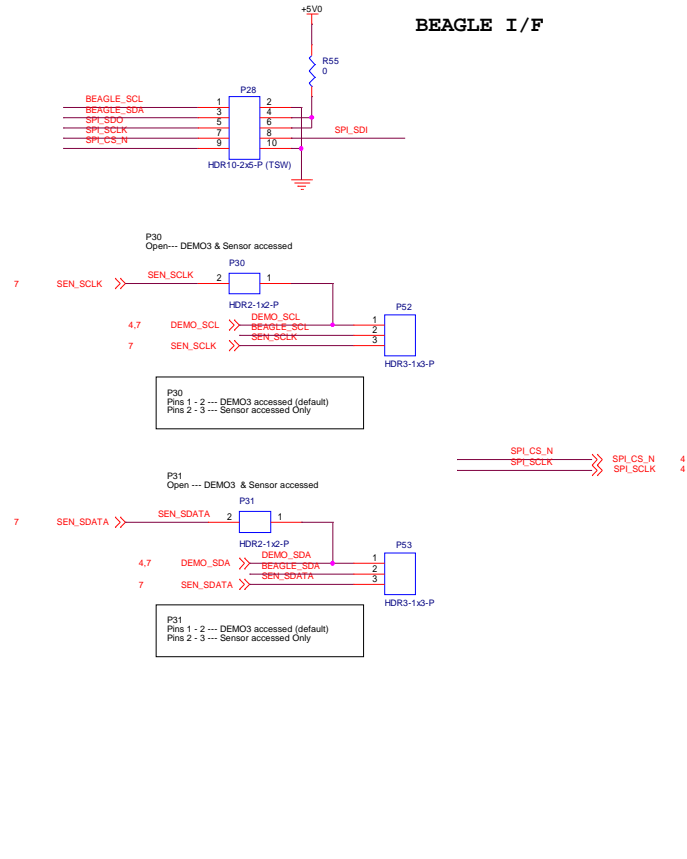 +5V0
BEAGLE I/F
R55
0
P28
BEAGLE_SCL
1
2
BEAGLE_SDA
3
4
SPI_SDO
5
6
SPI_SCLK
7
8
SPI_SDI
SPI_CS_N
9
10
HDR10-2x5-P (TSW)
P30
Open--- DEMO3 & Sensor accessed
P30
7
SEN_SCLK
SEN_SCLK
2
1
HDR2-1x2-P
P52
4,7
DEMO_SCL
DEMO_SCL
1
BEAGLE_SCL
2
7
SEN_SCLK
SEN_SCLK
3
HDR3-1x3-P
P30
Pins 1 - 2 --- DEMO3 accessed (default)
Pins 2 - 3 --- Sensor accessed Only
SPI_CS_N
SPI_CS_N
4
SPI_SCLK
SPI_SCLK
4
P31
Open --- DEMO3  & Sensor accessed
P31
7
SEN_SDATA
SEN_SDATA
2
1
HDR2-1x2-P
P53
4,7
DEMO_SDA
DEMO_SDA
1
BEAGLE_SDA
2
7
SEN_SDATA
SEN_SDATA
3
HDR3-1x3-P
P31
Pins 1 - 2 --- DEMO3 accessed (default)
Pins 2 - 3 --- Sensor accessed Only